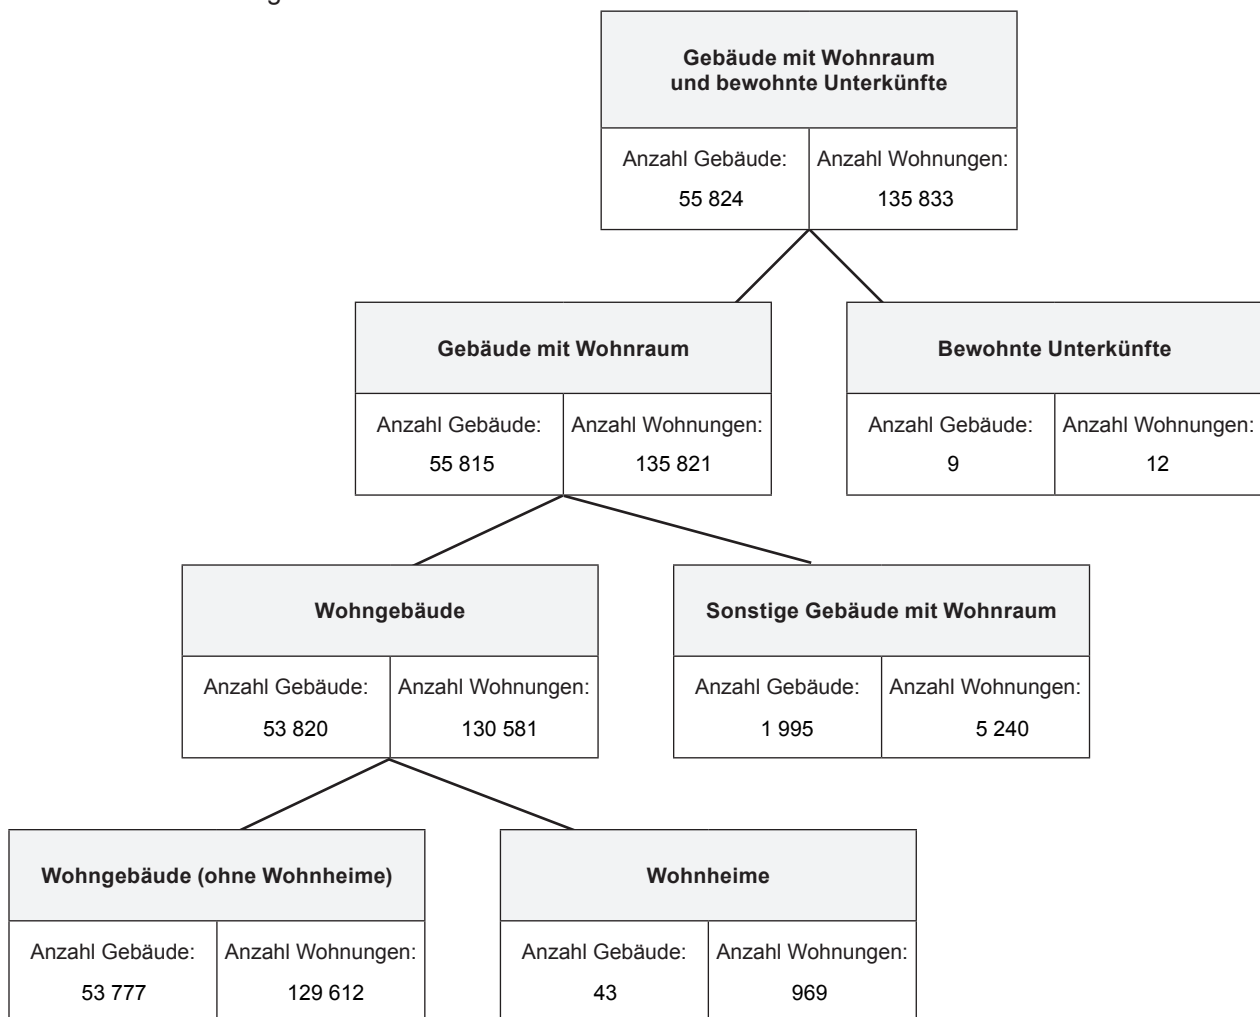 Gebäude mit Wohnraum
und bewohnte Unterkünfte
Anzahl Gebäude: Anzahl Wohnungen:
55 824 135 833
Gebäude mit Wohnraum Bewohnte Unterkünfte
Anzahl Gebäude: Anzahl Wohnungen: Anzahl Gebäude: Anzahl Wohnungen:
55 815 135 821 9 12
Wohngebäude Sonstige Gebäude mit Wohnraum
Anzahl Gebäude: Anzahl Wohnungen: Anzahl Gebäude: Anzahl Wohnungen:
53 820 130 581 1 995 5 240
Wohngebäude (ohne Wohnheime) Wohnheime
Anzahl Gebäude: Anzahl Wohnungen: Anzahl Gebäude: Anzahl Wohnungen:
53 777 129 612 43 969